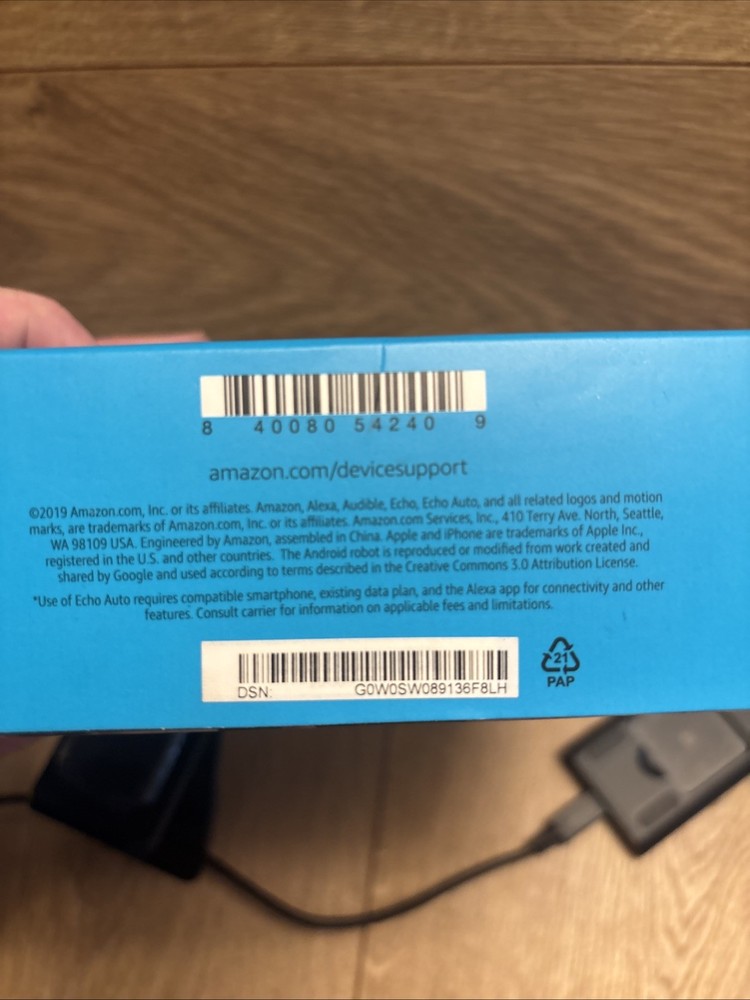 8 40080 54240 9
amazon.com/devicesupport
©2019 Amazon.com, Inc. or its affiliates. Amazon, Alexa, Audible, Echo, Echo Auto, and all related logos and motion
marks, are trademarks of Amazon.com, Inc. or its affiliates. Amazon.com Services, Inc., 410 Terry Ave. North, Seattle,
WA 98109 USA. Engineered by Amazon, assembled in China. Apple and iPhone are trademarks of Apple Inc.,
registered in the U.S. and other countries. The Android robot is reproduced or modified from work created and
shared by Google and used according to terms described in the Creative Commons 3.0 Attribution License.
*Use of Echo Auto requires compatible smartphone, existing data plan, and the Alexa app for connectivity and other
features. Consult carrier for information on applicable fees and limitations.
DSN: G0W0SW089136F8LH
21
PAP